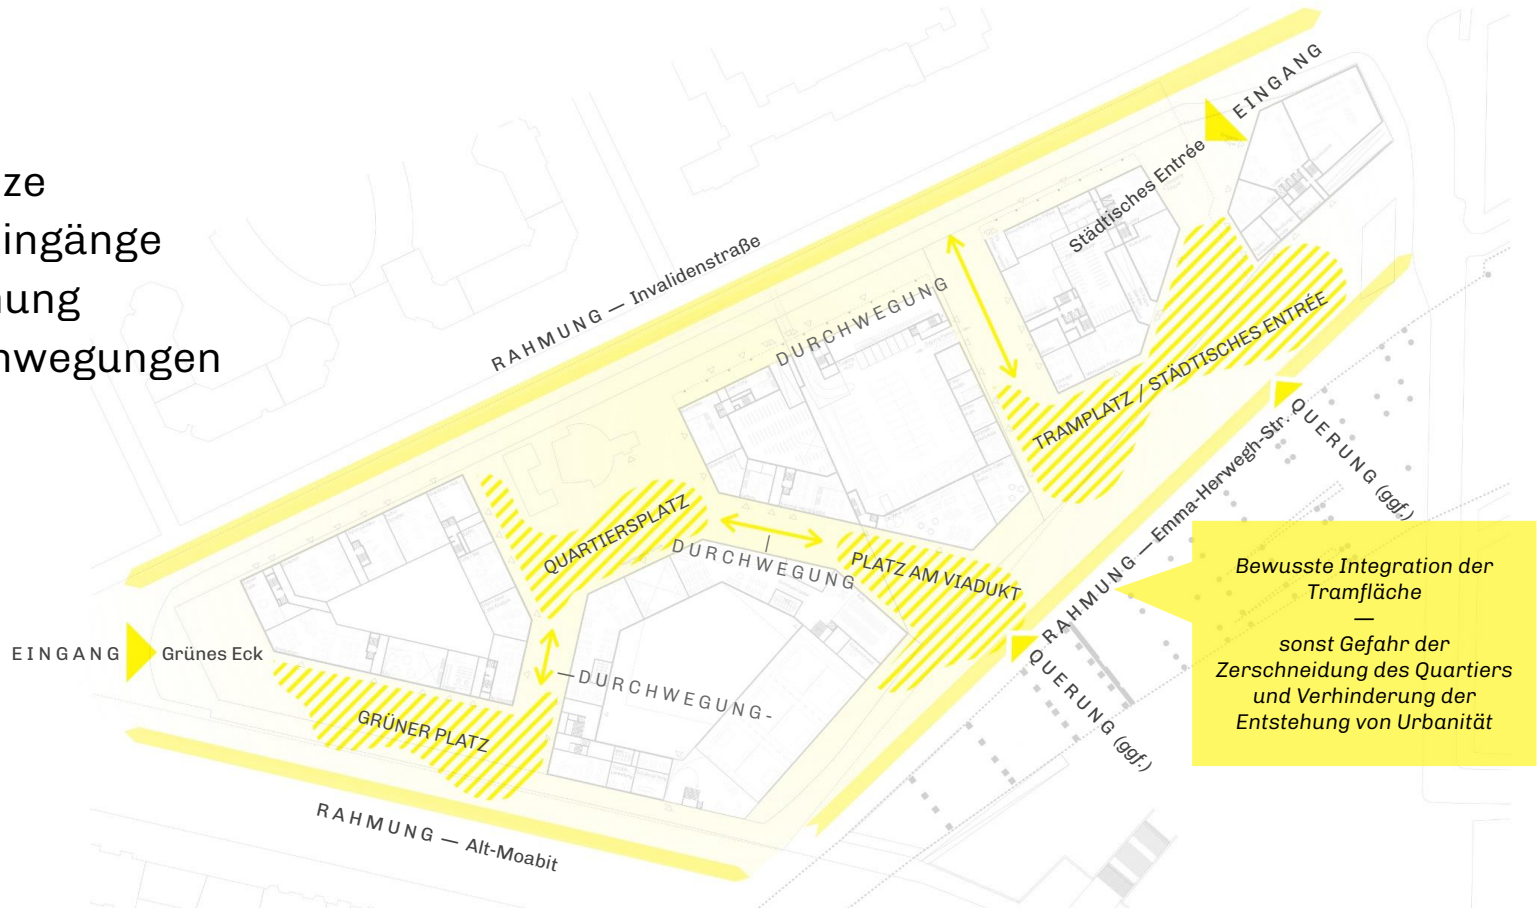 ze
ingänge
nung
hwegungen
EINGANG
Städtisches Entrée
RAHMUNG — Invalidenstraße
DURCHWEGUNG
TRAMPLATZ / STÄDTISCHES ENTRÉE
QUERUNG (ggf.)
QUARTIERSPLATZ
DURCHWEGUNG
PLATZ AM VIADUKT
RAHMUNG — Emma-Herwegh-Str.
Bewusste Integration der
Tramfläche
—
sonst Gefahr der
Zerschneidung des Quartiers
und Verhinderung der
Entstehung von Urbanität
EINGANG
Grünes Eck
—DURCHWEGUNG-
QUERUNG (ggf.)
GRÜNER PLATZ
RAHMUNG — Alt-Moabit